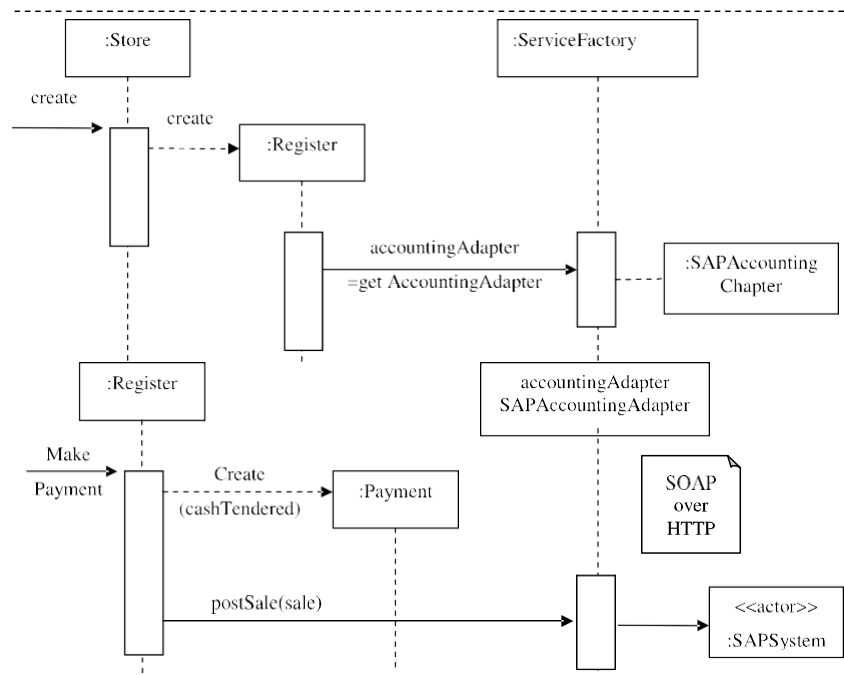 :Store
:ServiceFactory
create
create
:Register
accountingAdapter
=get AccountingAdapter
:SAPAccounting
Chapter
:Register
accountingAdapter
SAPAccountingAdapter
Make
Payment
Create
(cashTendered)
:Payment
SOAP
over
HTTP
postSale(sale)
<<actor>>
:SAPSystem